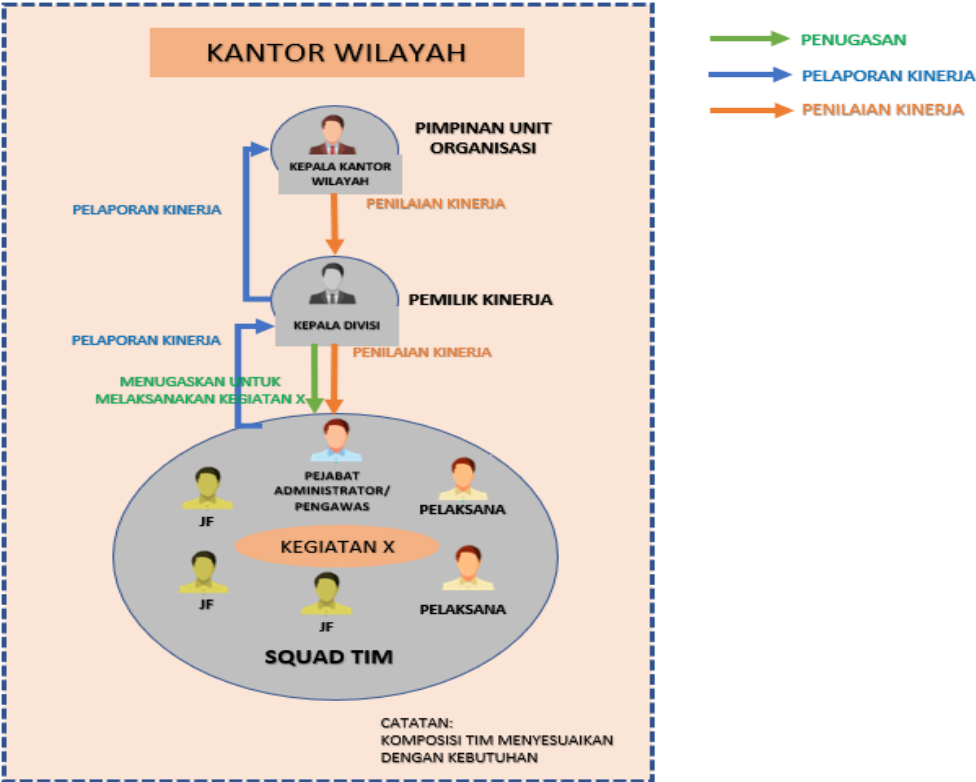 KANTOR WILAYAH
PENUGASAN
PELAPORAN KINERJA
PENILAIAN KINERJA
PIMPINAN UNIT
ORGANISASI
KEPALA KANTOR
WILAYAH
PELAPORAN KINERJA
PENILAIAN KINERJA
PEMILIK KINERJA
KEPALA DIVISI
PELAPORAN KINERJA
PENILAIAN KINERJA
MENUGASKAN UNTUK
MELAKSANAKAN KEGIATAN X
PEJABAT
ADMINISTRATOR/
PENGAWAS
JF
PELAKSANA
KEGIATAN X
JF
JF
PELAKSANA
SQUAD TIM
CATATAN:
KOMPOSISI TIM MENYESUAIKAN
DENGAN KEBUTUHAN